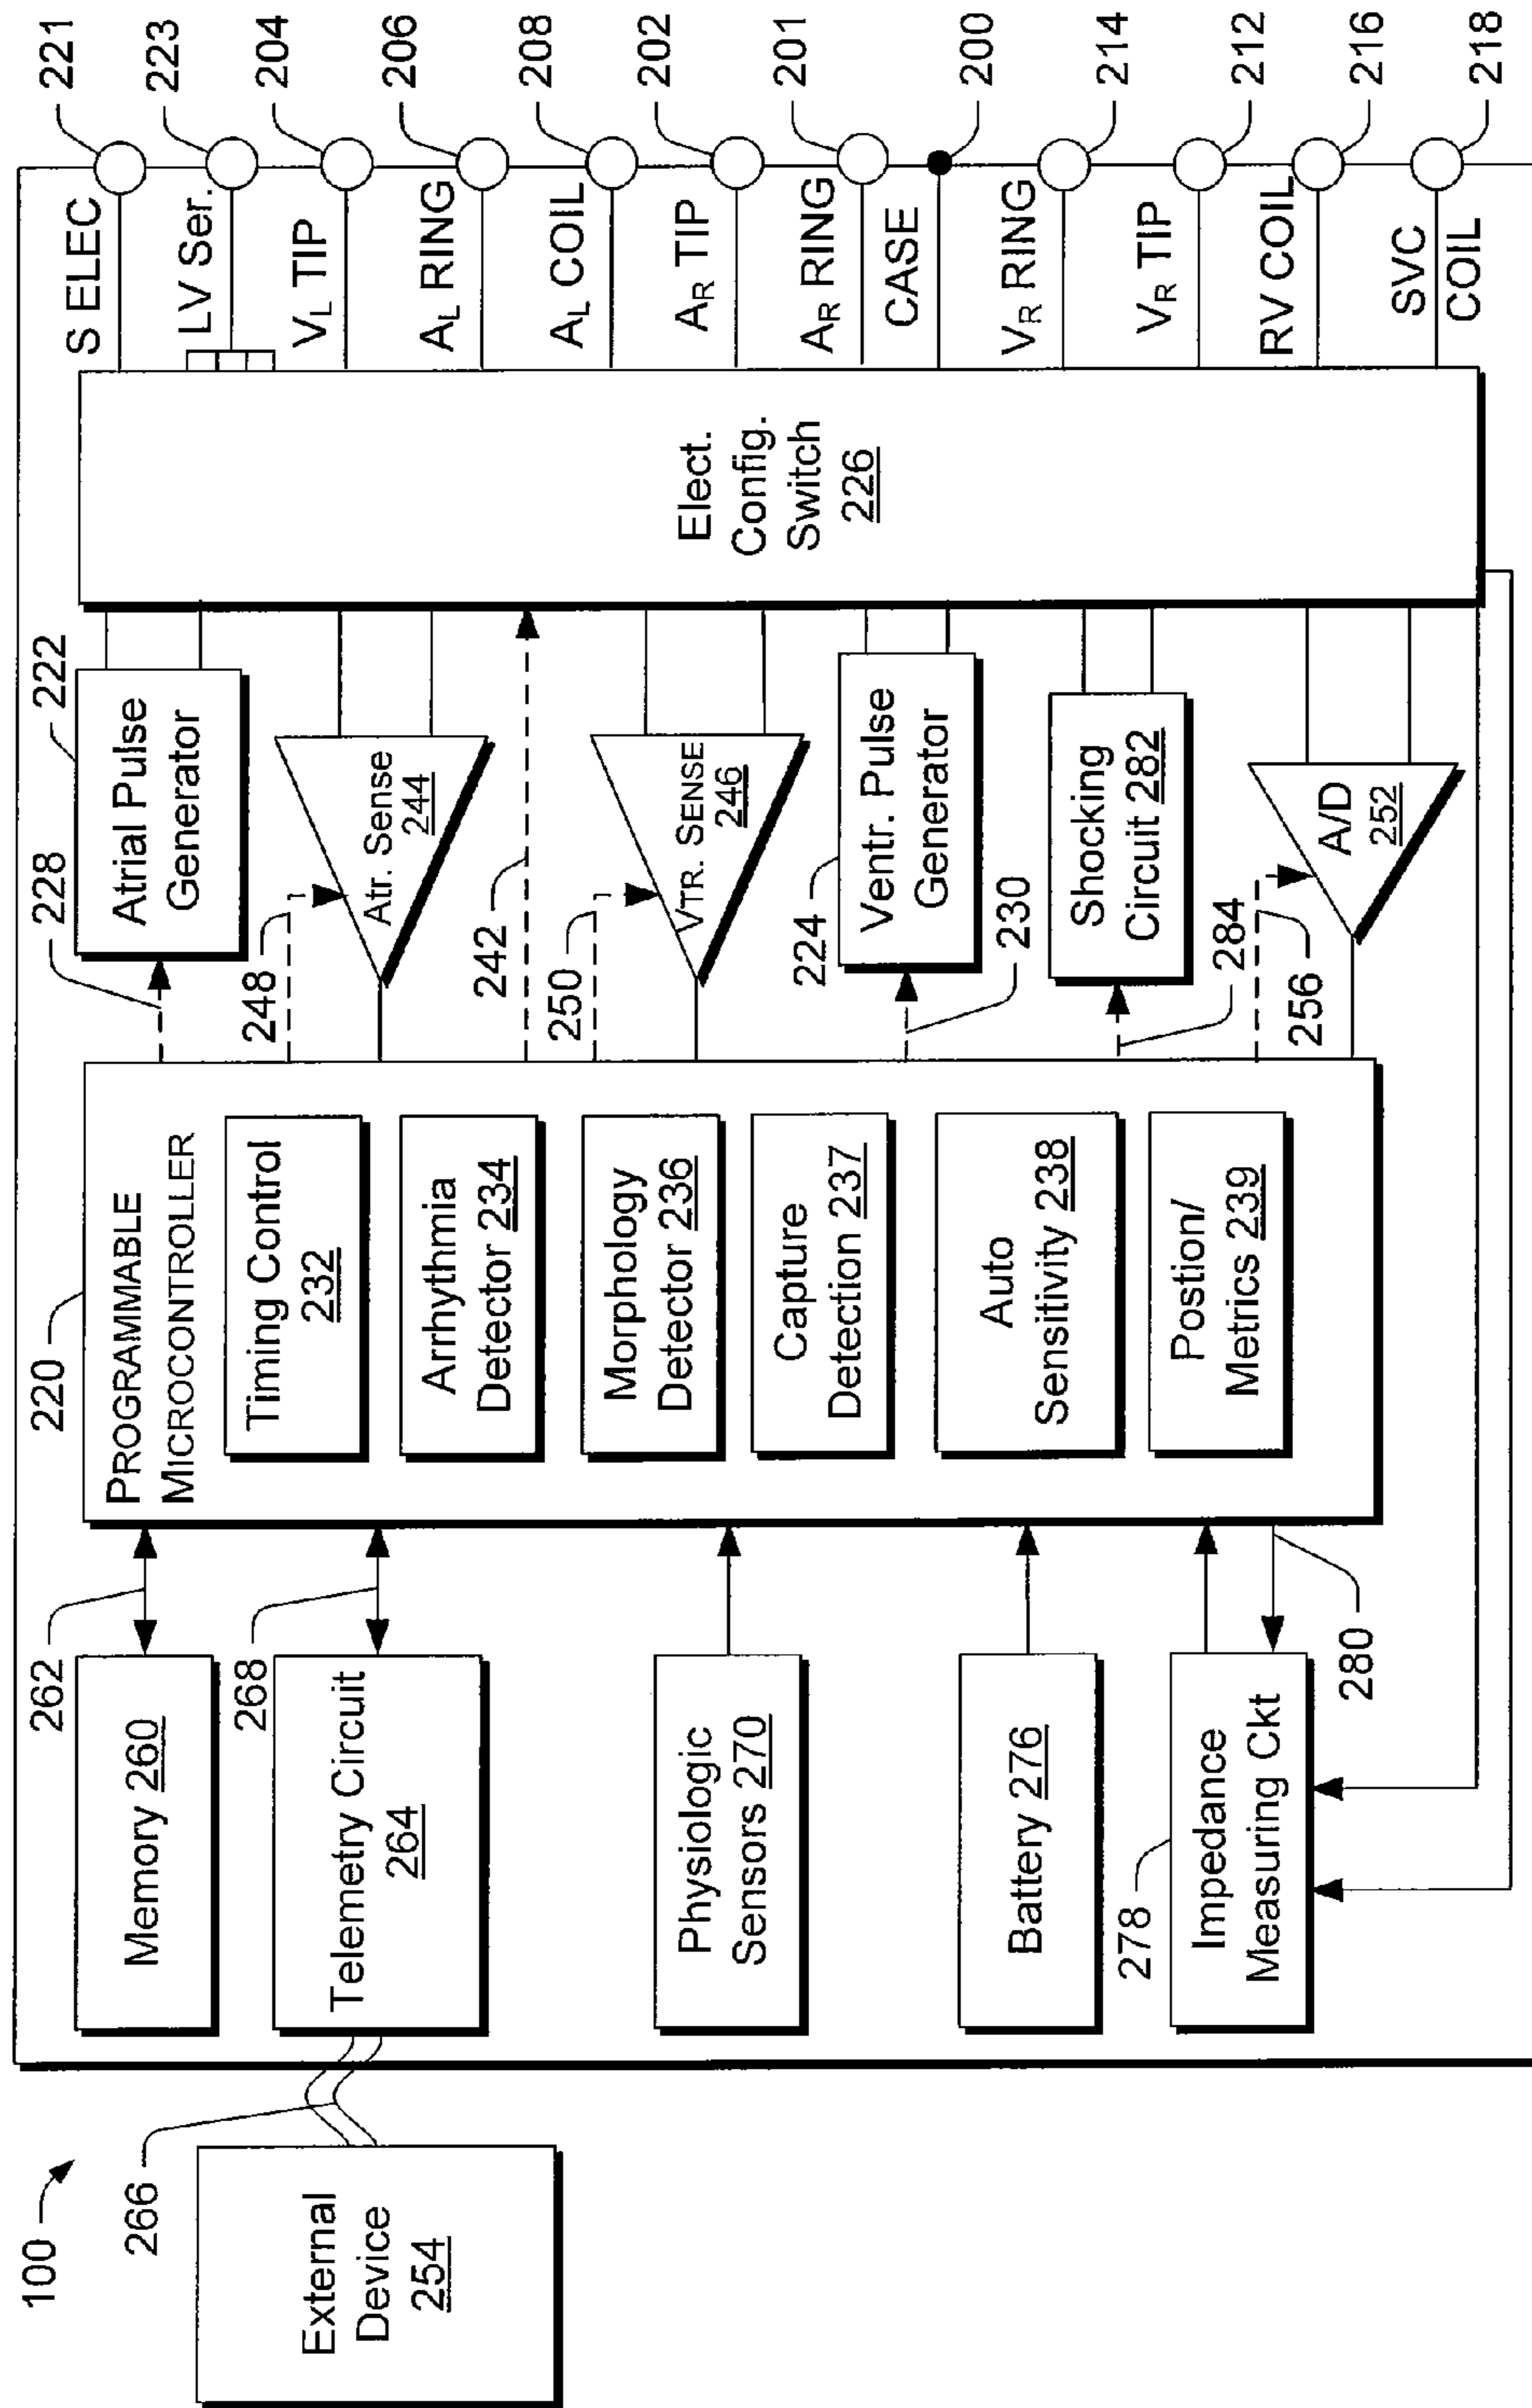 100
External
Device
254
266
Memory 260
262
Telemetry Circuit
264
268
Physiologic
Sensors 270
Battery 276
278
Impedance
Measuring Ckt
280
220
PROGRAMMABLE
MICROCONTROLLER
Timing Control
232
Arrhythmia
Detector 234
Morphology
Detector 236
Capture
Detection 237
Auto
Sensitivity 238
Postion/
Metrics 239
228
222
Atrial Pulse
Generator
248
Atr. Sense
244
242
250
VTR. SENSE
246
224
Ventr. Pulse
Generator
230
Shocking
Circuit 282
284
256
A/D
252
Elect.
Config.
Switch
226
S ELEC
221
LV Ser.
223
VL TIP
204
AL RING
206
AL COIL
208
AR TIP
202
AR RING
201
CASE
200
VR RING
214
VR TIP
212
RV COIL
216
SVC
COIL
218